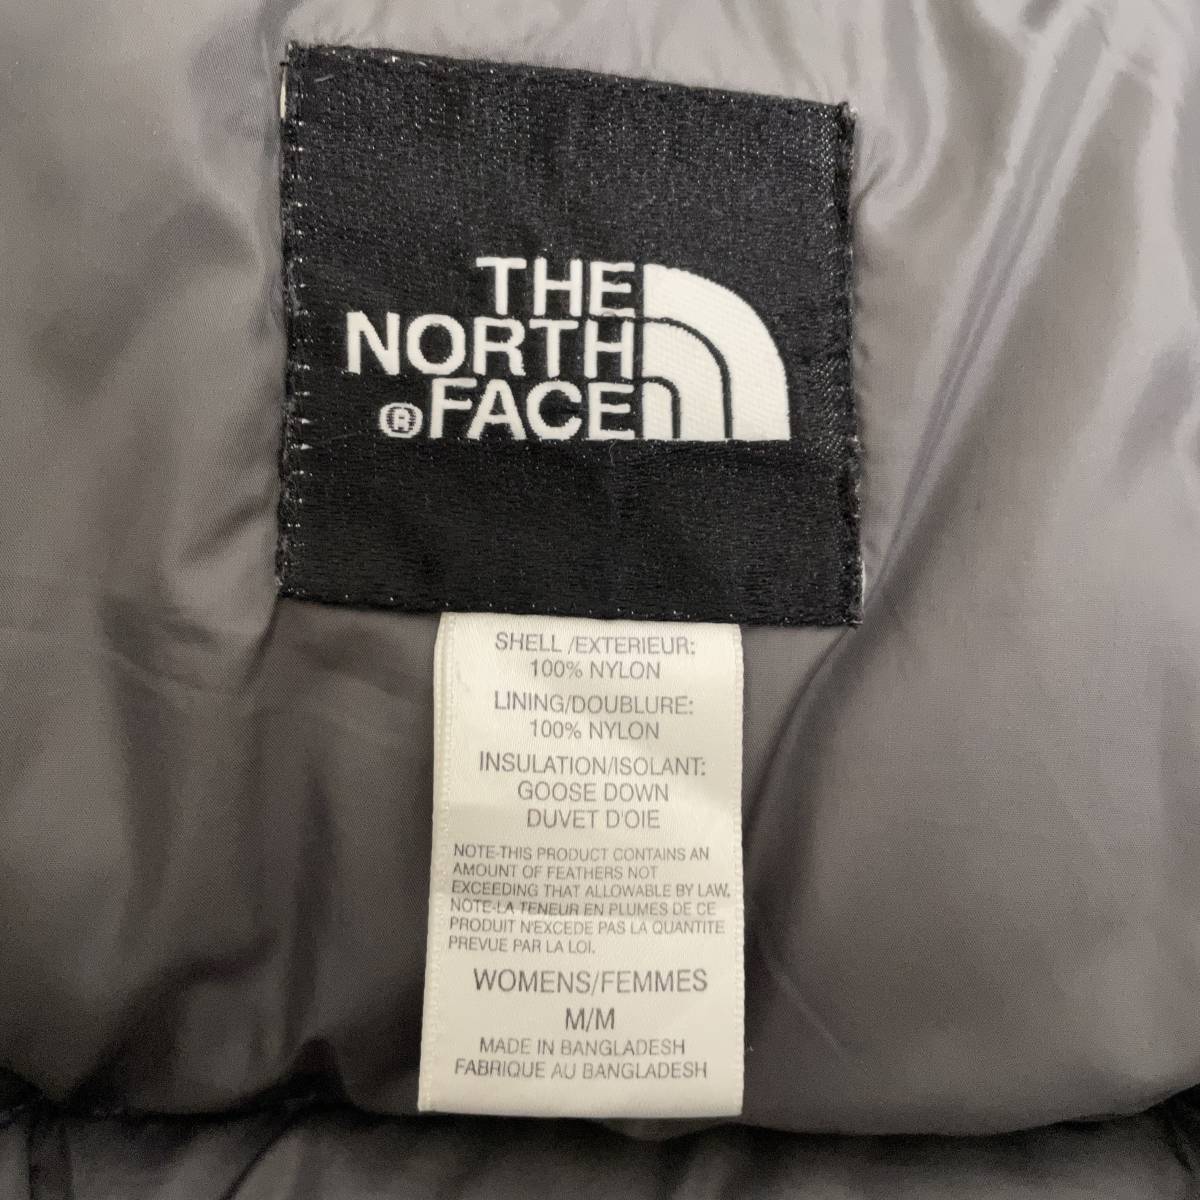 THE
NORTH
® FACE
SHELL /EXTERIEUR:
100% NYLON
LINING/DOUBLURE:
100% NYLON
INSULATION/ISOLANT:
GOOSE DOWN
DUVET D'OIE
NOTE-THIS PRODUCT CONTAINS AN
AMOUNT OF FEATHERS NOT
EXCEEDING THAT ALLOWABLE BY LAW.
NOTE-LA TENEUR EN PLUMES DE CE
PRODUIT N'EXCEDE PAS LA QUANTITE
PREVUE PAR LA LOI.
WOMENS/FEMMES
M/M
MADE IN BANGLADESH
FABRIQUE AU BANGLADESH